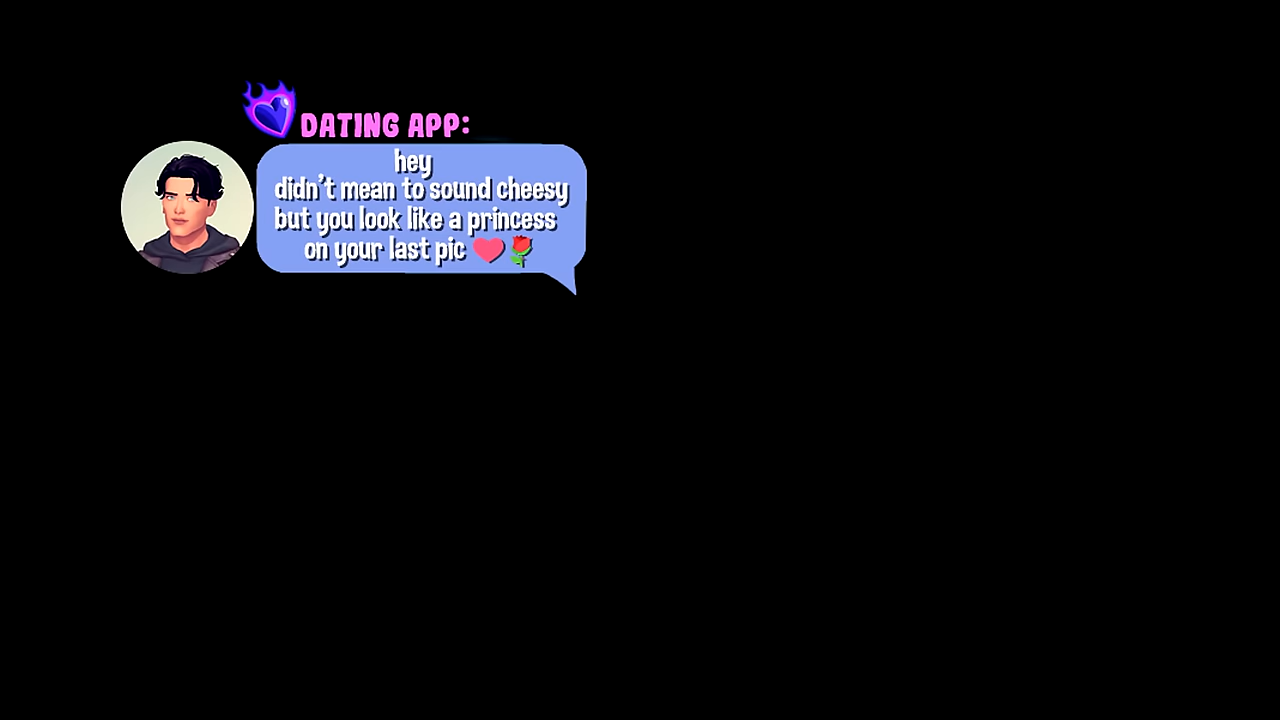 DATING APP:
hey
didn't mean to sound cheesy
but you look like a princess
on your last pic ❤️🌹